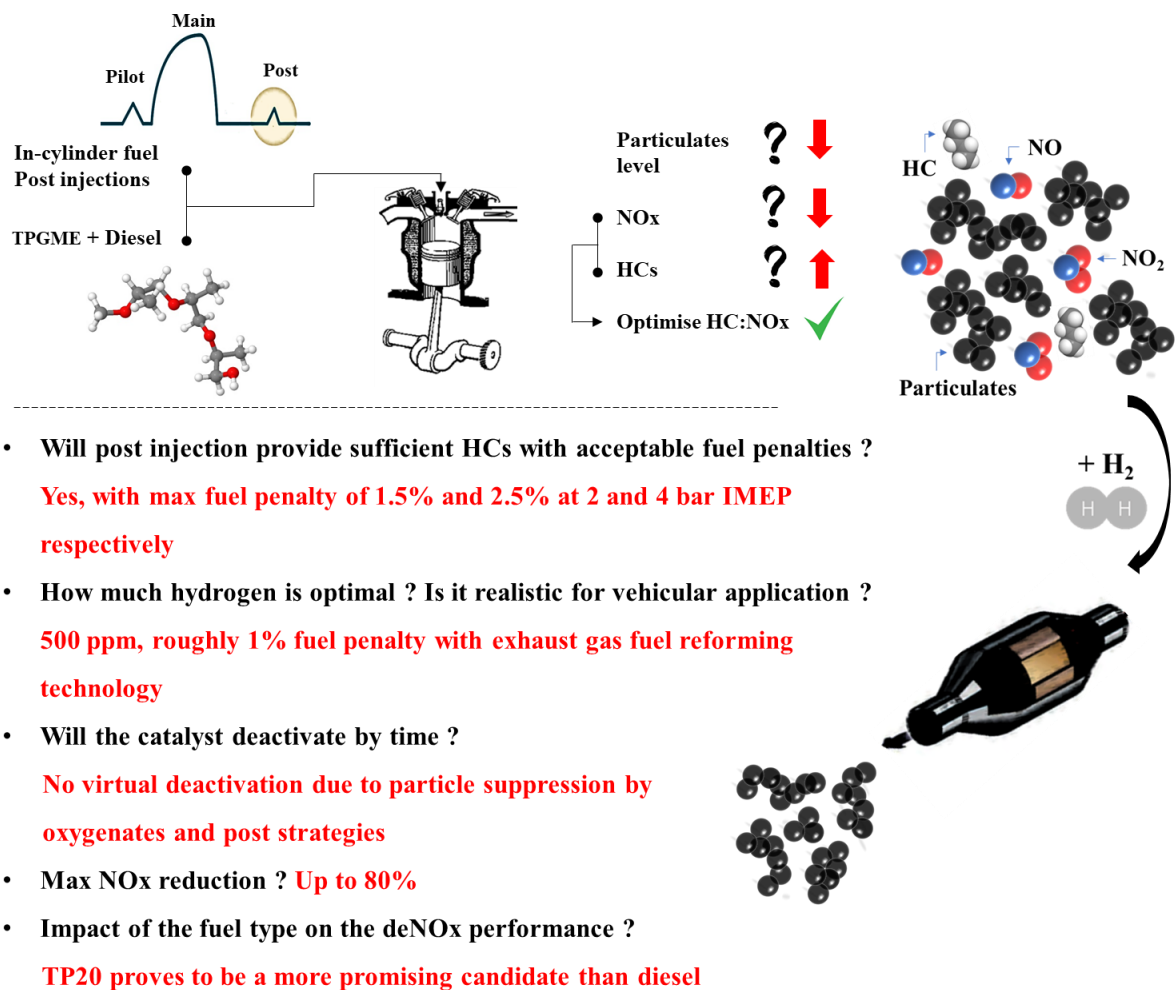 Main
Pilot
Post
In-cylinder fuel
Post injections
TPGME + Diesel
Particulates
level
?
NOx
?
HCs
?
Optimise HC:NOx
HC
NO
NO2
Particulates
• Will post injection provide sufficient HCs with acceptable fuel penalties ?
Yes, with max fuel penalty of 1.5% and 2.5% at 2 and 4 bar IMEP
respectively
• How much hydrogen is optimal ? Is it realistic for vehicular application ?
500 ppm, roughly 1% fuel penalty with exhaust gas fuel reforming
technology
• Will the catalyst deactivate by time ?
No virtual deactivation due to particle suppression by
oxygenates and post strategies
• Max NOx reduction ? Up to 80%
• Impact of the fuel type on the deNOx performance ?
TP20 proves to be a more promising candidate than diesel
+ H2
H H